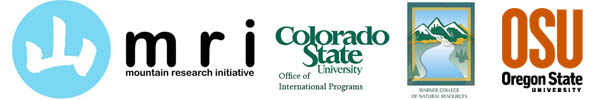 山
mri
mountain research initiative
Colorado
State
University
Office of
International Programs
WARNER COLLEGE
OF NATURAL RESOURCES
OSU
Oregon State
UNIVERSITY